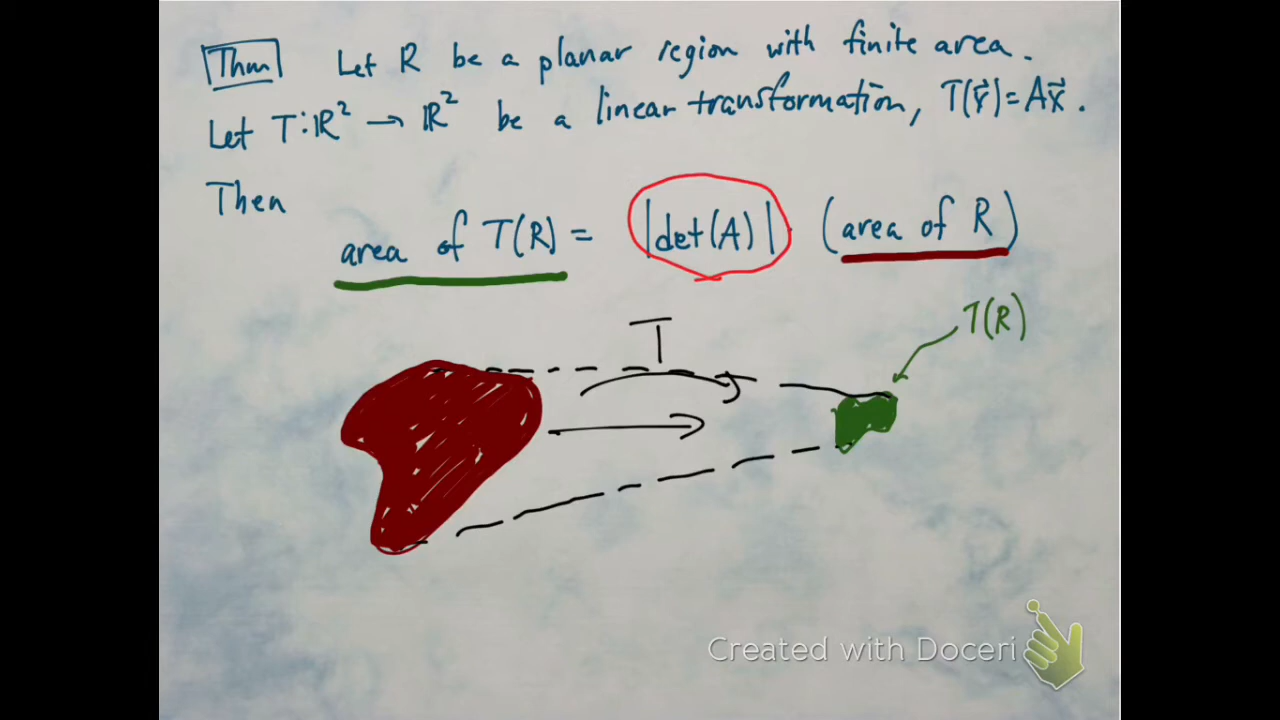 Thm Let R be a planar region with finite area.
Let T:ℝ² → ℝ² be a linear transformation, T(x⃗)=Ax⃗.
Then
area of T(R) = |det(A)| (area of R)
T
T(R)
Created with Doceri